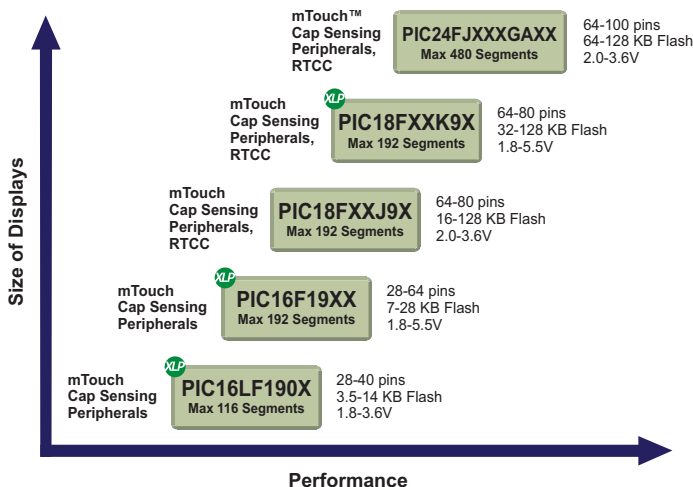 mTouch™
Cap Sensing
Peripherals,
RTCC
PIC24FJXXXGAXX
Max 480 Segments
64-100 pins
64-128 KB Flash
2.0-3.6V
XLP
mTouch
Cap Sensing
Peripherals,
RTCC
PIC18FXXK9X
Max 192 Segments
64-80 pins
32-128 KB Flash
1.8-5.5V
mTouch
Cap Sensing
Peripherals,
RTCC
PIC18FXXJ9X
Max 192 Segments
64-80 pins
16-128 KB Flash
2.0-3.6V
XLP
mTouch
Cap Sensing
Peripherals
PIC16F19XX
Max 192 Segments
28-64 pins
7-28 KB Flash
1.8-5.5V
XLP
mTouch
Cap Sensing
Peripherals
PIC16LF190X
Max 116 Segments
28-40 pins
3.5-14 KB Flash
1.8-3.6V
Size of Displays
Performance